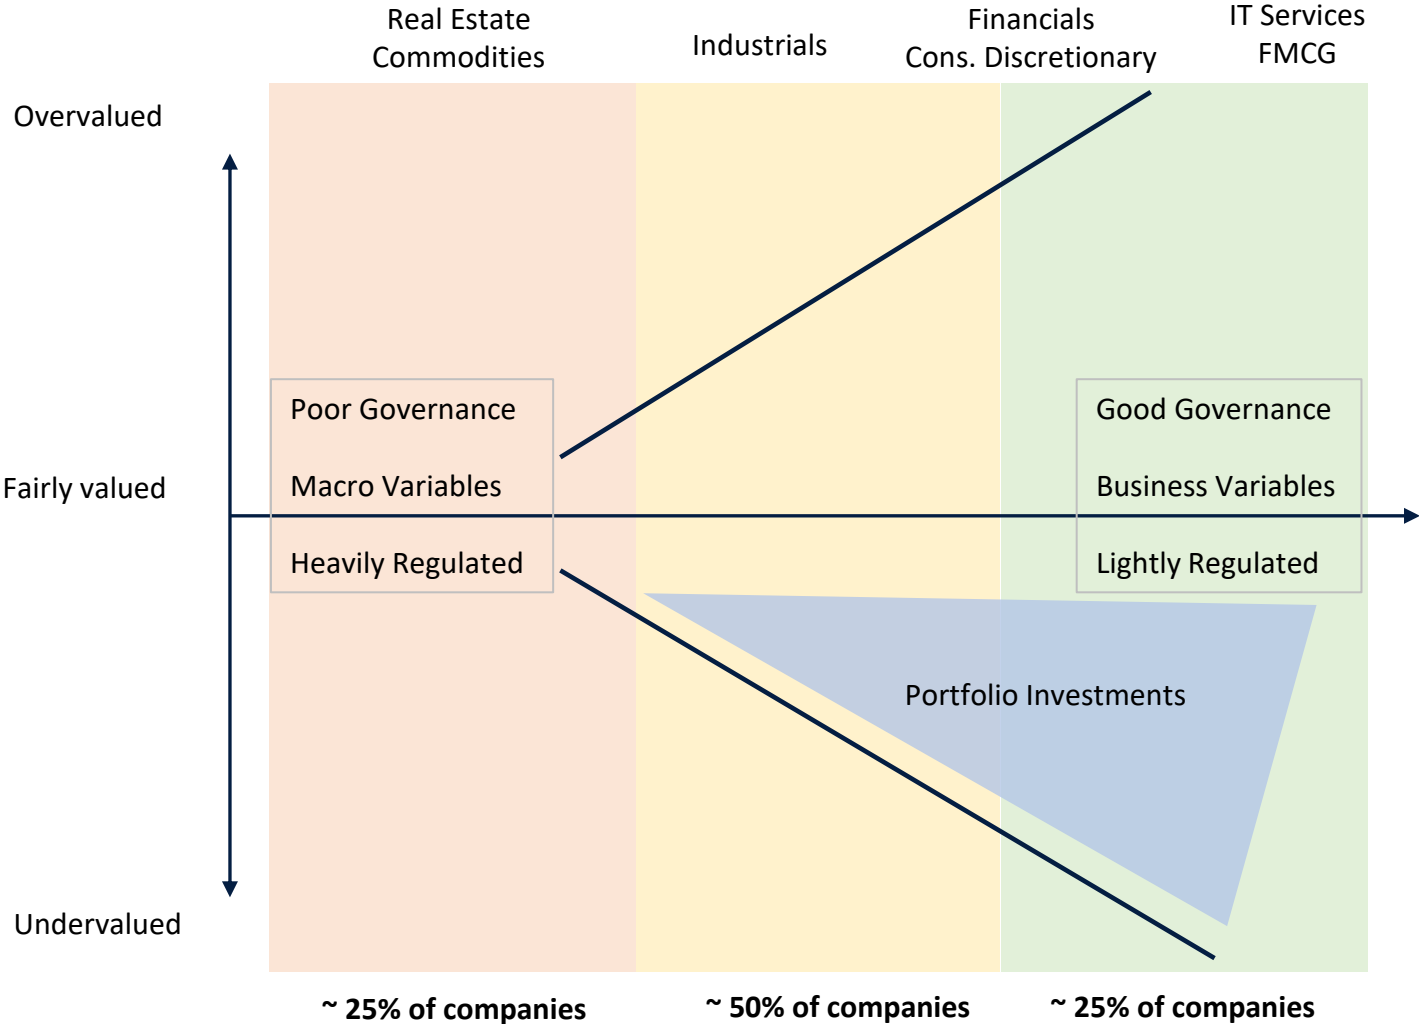 Real Estate
Commodities
Industrials
Financials
Cons. Discretionary
IT Services
FMCG
Overvalued
Poor Governance
Good Governance
Fairly valued
Macro Variables
Business Variables
Heavily Regulated
Lightly Regulated
Portfolio Investments
Undervalued
~ 25% of companies
~ 50% of companies
~ 25% of companies